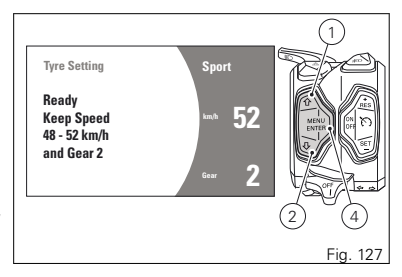 1
Tyre Setting
Sport
Ready
Keep Speed
48 - 52 km/h
and Gear 2
km/h 52
Gear 2
MENU
ENTER
ON
OFF
RES
SET
OFF
2
4
Fig. 127